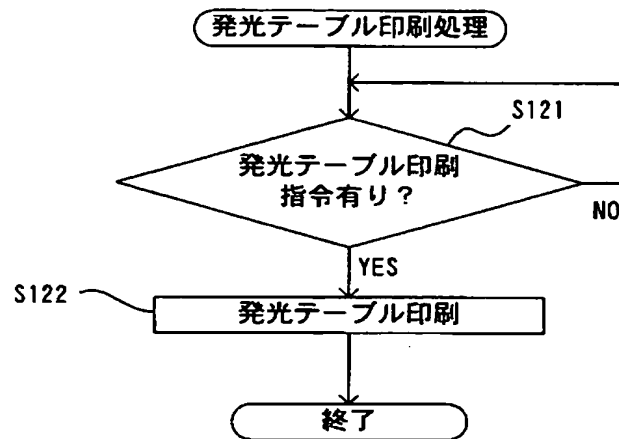 発光テーブル印刷処理
S121
発光テーブル印刷
指令有り？
NO
YES
S122
発光テーブル印刷
終了